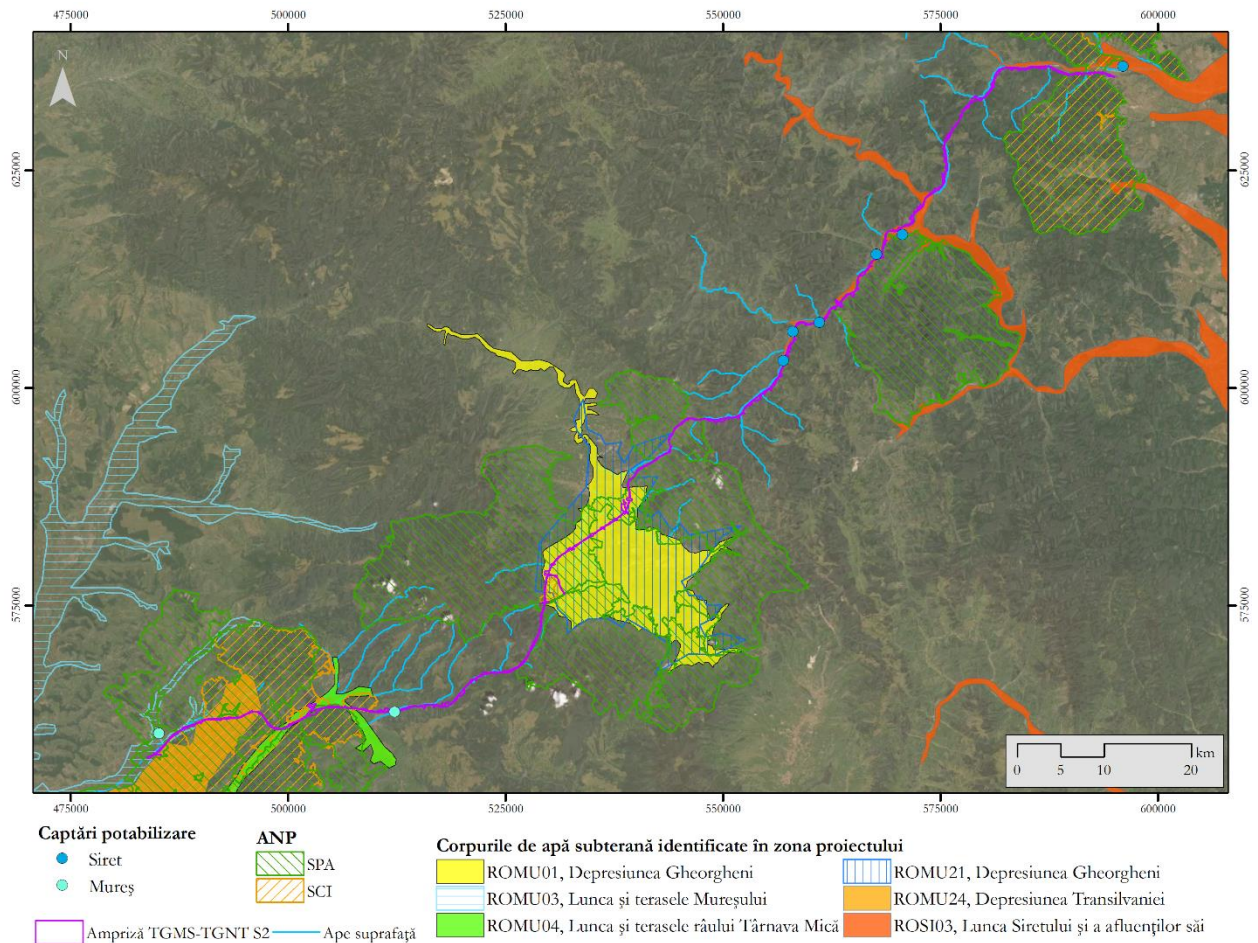 475000 500000 525000 550000 575000 600000
N
625000 625000
600000 600000
575000 575000
km
0 5 10 20
475000 500000 525000 550000 575000 600000
Captări potabilizare
Siret
Mureș
ANP
SPA
SCI
Corpurile de apă subterană identificate în zona proiectului
ROMU01, Depresiunea Gheorgheni ROMU21, Depresiunea Gheorgheni
ROMU03, Lunca și terasele Mureșului ROMU24, Depresiunea Transilvaniei
Ampriză TGMS-TGNT S2 Ape suprafață ROMU04, Lunca și terasele râului Târnava Mică ROSI03, Lunca Siretului și a afluenților săi